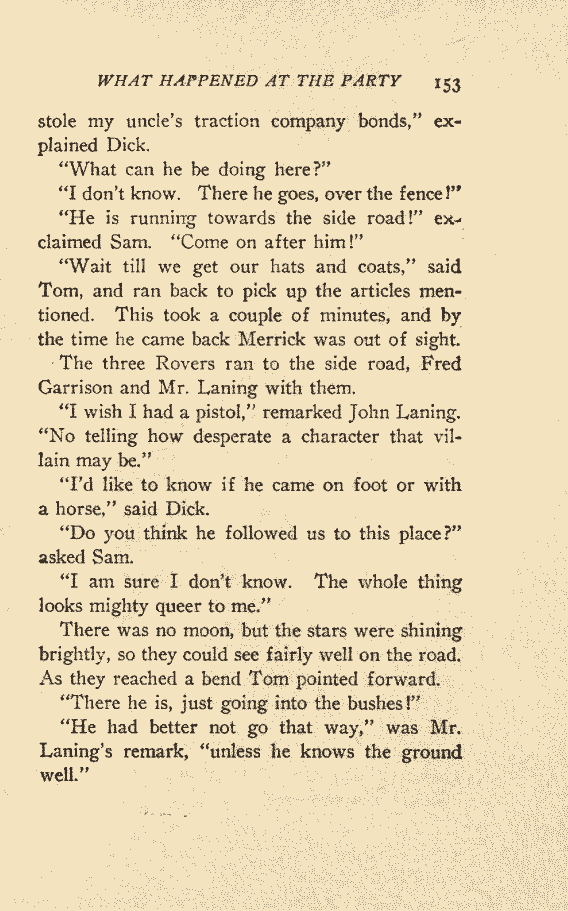 WHAT HAPPENED AT THE PARTY 153
stole my uncle's traction company bonds," ex-
plained Dick.
"What can he be doing here?"
"I don't know. There he goes, over the fence!"
"He is running towards the side road!" ex-
claimed Sam. "Come on after him!"
"Wait till we get our hats and coats," said
Tom, and ran back to pick up the articles men-
tioned. This took a couple of minutes, and by
the time he came back Merrick was out of sight.
The three Rovers ran to the side road, Fred
Garrison and Mr. Laning with them.
"I wish I had a pistol," remarked John Laning.
"No telling how desperate a character that vil-
lain may be."
"I'd like to know if he came on foot or with
a horse," said Dick.
"Do you think he followed us to this place?"
asked Sam.
"I am sure I don't know. The whole thing
looks mighty queer to me."
There was no moon, but the stars were shining
brightly, so they could see fairly well on the road.
As they reached a bend Tom pointed forward.
"There he is, just going into the bushes!"
"He had better not go that way," was Mr.
Laning's remark, "unless he knows the ground
well."